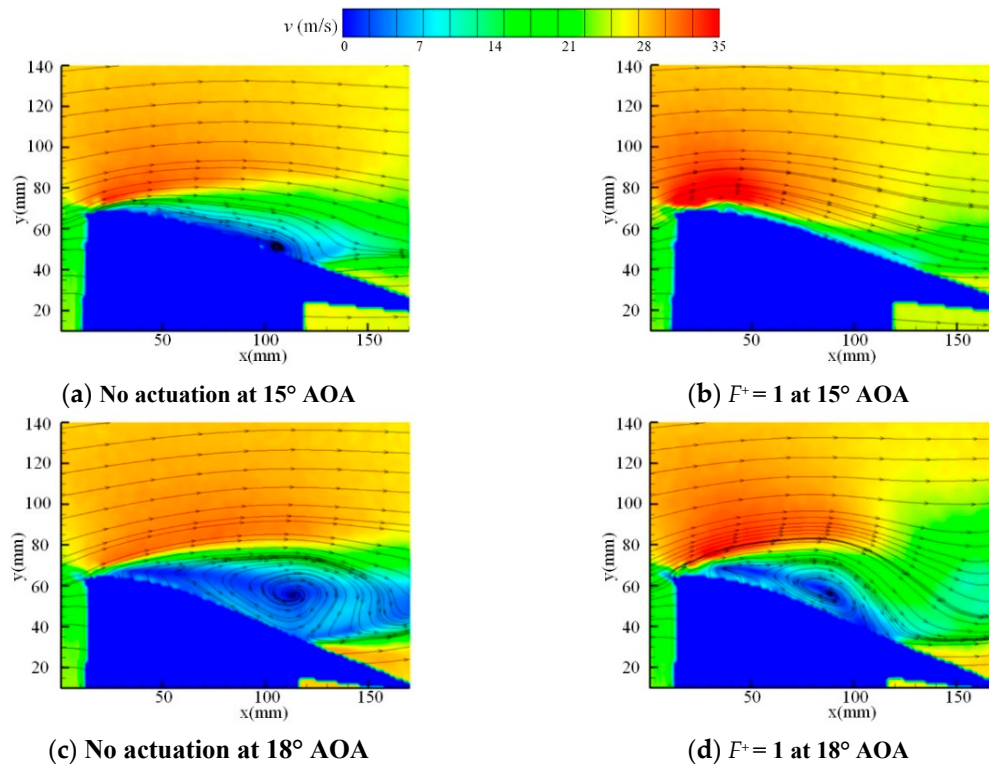 v (m/s)
0 7 14 21 28 35
140
120
100
80
60
40
20
y(mm)
50 100 150
x(mm)
(a) No actuation at 15° AOA
140
120
100
80
60
40
20
y(mm)
50 100 150
x(mm)
(b) F⁺ = 1 at 15° AOA
140
120
100
80
60
40
20
y(mm)
50 100 150
x(mm)
(c) No actuation at 18° AOA
140
120
100
80
60
40
20
y(mm)
50 100 150
x(mm)
(d) F⁺ = 1 at 18° AOA